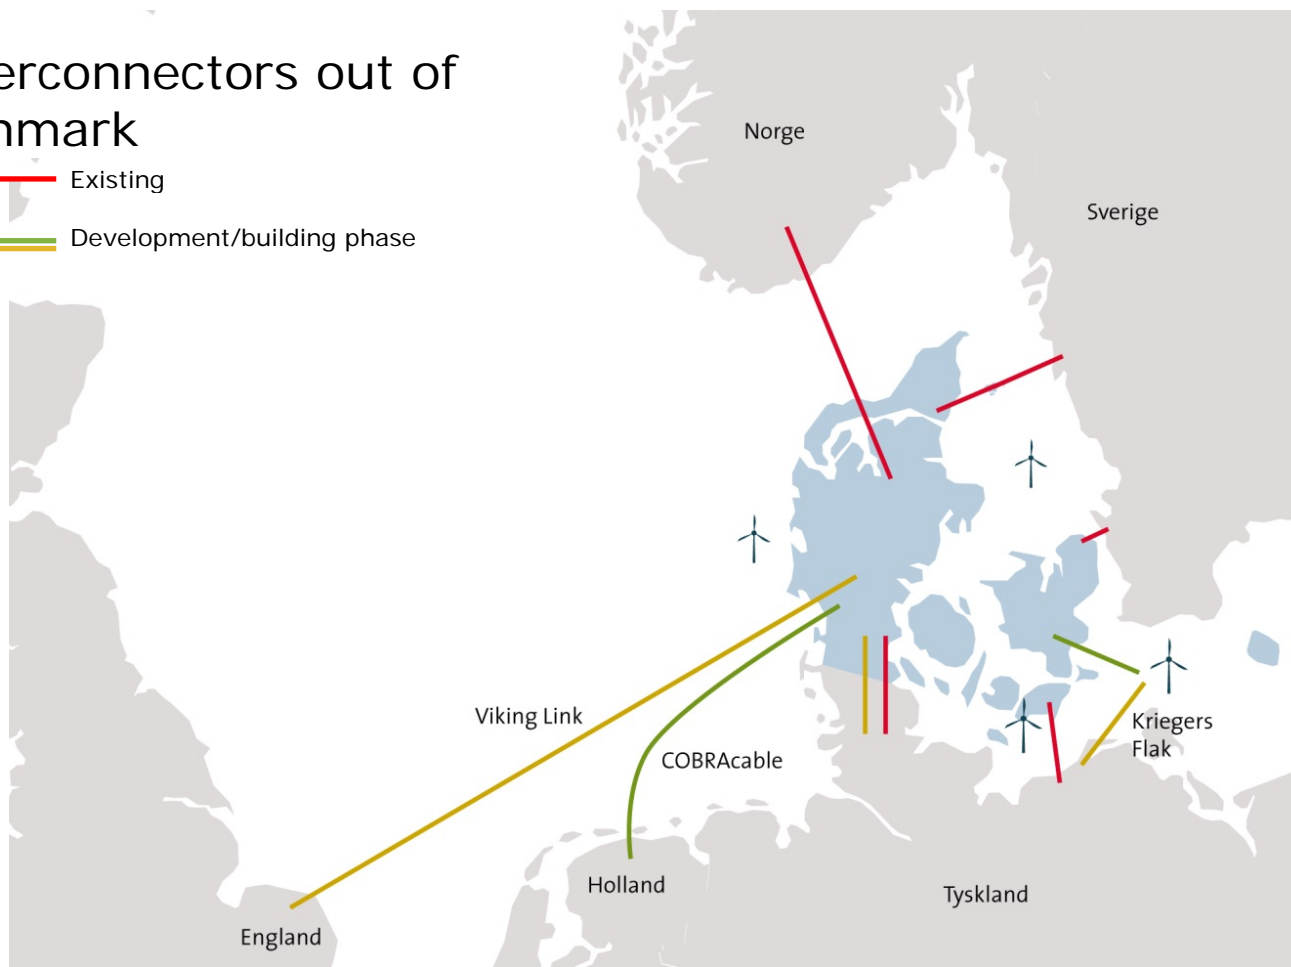 erconnectors out of
nmark
Existing
Development/building phase
Norge
Sverige
Viking Link
COBRAcable
Kriegers
Flak
Holland
Tyskland
England